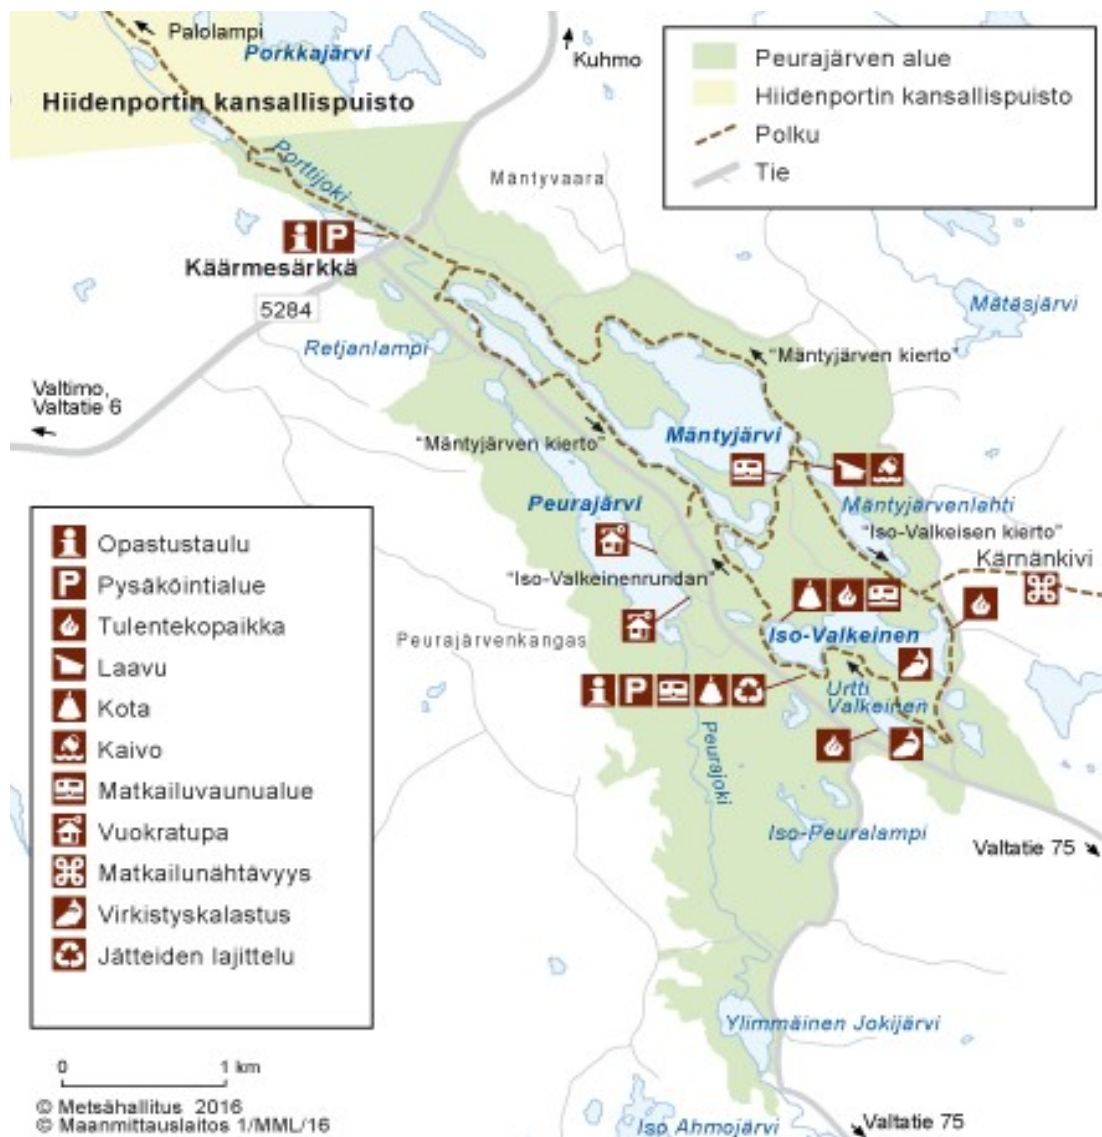 Palolampi
Porkkajärvi
Kuhmo
Hiidenportin kansallispuisto
Porttijoki
Mäntyvaara
Peurajärven alue
Hiidenportin kansallispuisto
Polku
Tie
Käärmesärkkä
5284
Retjanlampi
Mätäsjärvi
"Mäntyjärven kierto"
Valtimo,
Valtatie 6
"Mäntyjärven kierto"
Mäntyjärvi
Peurajärvi
Mäntyjärvenlahti
"Iso-Valkeisen kierto"
Kärnänkivi
"Iso-Valkeinenrundan"
Peurajärvenkangas
Iso-Valkeinen
Urtti
Valkeinen
Peurajoki
Iso-Peuralampi
Valtatie 75
Ylimmäinen Jokijärvi
Iso Ahmojärvi
Valtatie 75
Opastustaulu
P Pysäköintialue
Tulentekopaikka
Laavu
Kota
Kaivo
Matkailuvaunualue
Vuokratupa
Matkailunähtävyys
Virkistyskalastus
Jätteiden lajittelu
0 1 km
© Metsähallitus 2016
© Maanmittauslaitos 1/MML/16